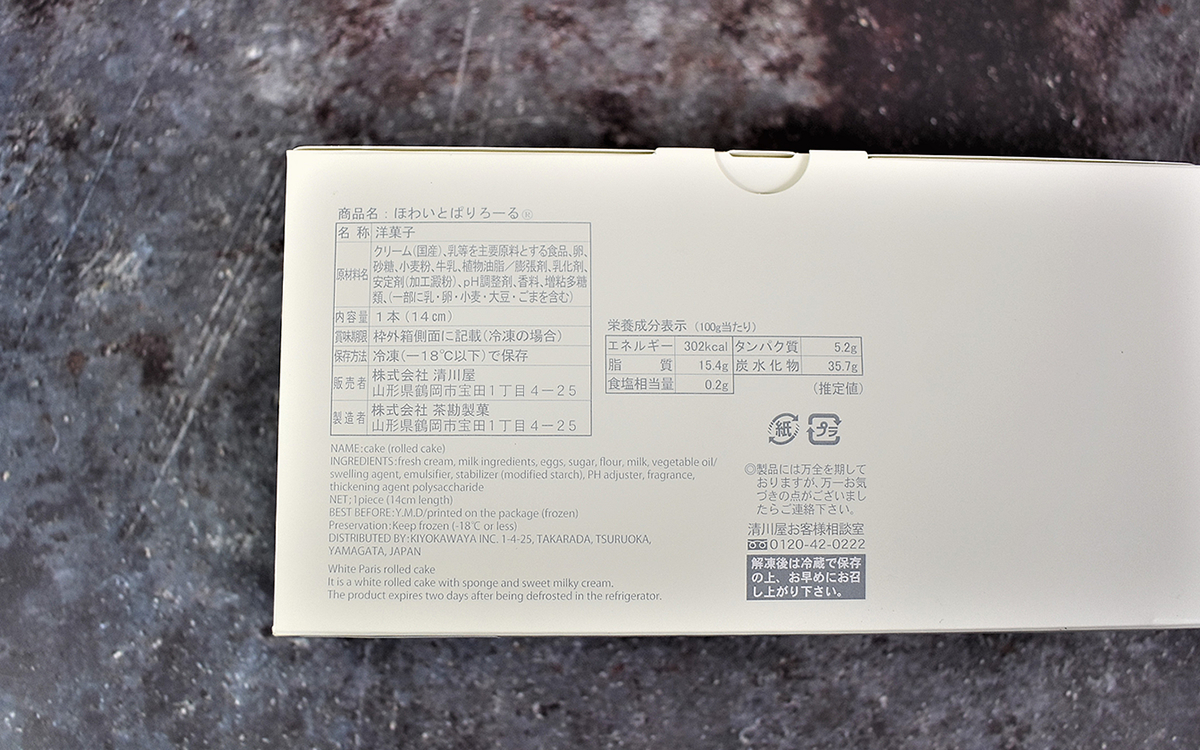 商品名：ほわいとぱりろーる®
名 称 洋菓子
原材料名 クリーム(国産)、乳等を主要原料とする食品、卵、
砂糖、小麦粉、牛乳、植物油脂／膨張剤、乳化剤、
安定剤(加工澱粉)、pH調整剤、香料、増粘多糖
類、(一部に乳・卵・小麦・大豆・ごまを含む)
内容量 1本(14㎝)
賞味期限 枠外箱側面に記載(冷凍の場合)
保存方法 冷凍(ー18℃以下)で保存
販売者 株式会社 清川屋
山形県鶴岡市宝田1丁目4－25
製造者 株式会社 茶勘製菓
山形県鶴岡市宝田1丁目4－25
NAME:cake (rolled cake)
INGREDIENTS:fresh cream, milk ingredients, eggs, sugar, flour, milk, vegetable oil/
swelling agent, emulsifier, stabilizer (modified starch), PH adjuster, fragrance,
thickening agent polysaccharide
NET;1piece (14cm length)
BEST BEFORE:Y.M.D/printed on the package (frozen)
Preservation:Keep frozen (-18℃ or less)
DISTRIBUTED BY:KIYOKAWAYA INC. 1-4-25, TAKARADA, TSURUOKA,
YAMAGATA, JAPAN
White Paris rolled cake
It is a white rolled cake with sponge and sweet milky cream.
The product expires two days after being defrosted in the refrigerator.
栄養成分表示 (100g当たり)
エネルギー 302kcal タンパク質 5.2g
脂 質 15.4g 炭水化物 35.7g
食塩相当量 0.2g
(推定値)
紙 プラ
◎製品には万全を期して
おりますが、万一お気
づきの点がございまし
たらご連絡下さい。
清川屋お客様相談室
0120-42-0222
解凍後は冷蔵で保存
の上、お早めにお召
し上がり下さい。